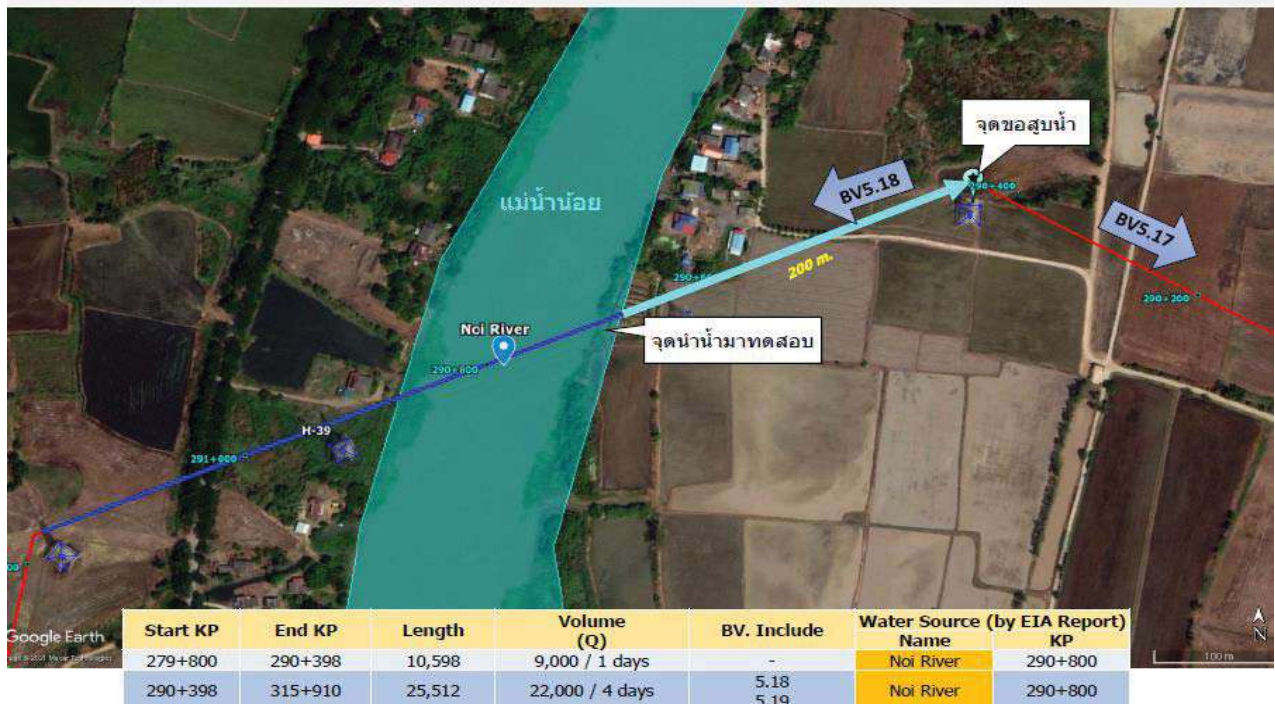 จุดขอสูบน้ำ
BV5.18
290+400
แม่น้ำน้อย
BV5.17
200 m.
290+200
Noi River
จุดนำน้ำมาทดสอบ
290+800
H-39
291+000
Google Earth
N
100 m
Start KP End KP Length Volume (Q) BV. Include Water Source (by EIA Report) Name KP
279+800 290+398 10,598 9,000 / 1 days - Noi River 290+800
290+398 315+910 25,512 22,000 / 4 days 5.18 5.19 Noi River 290+800